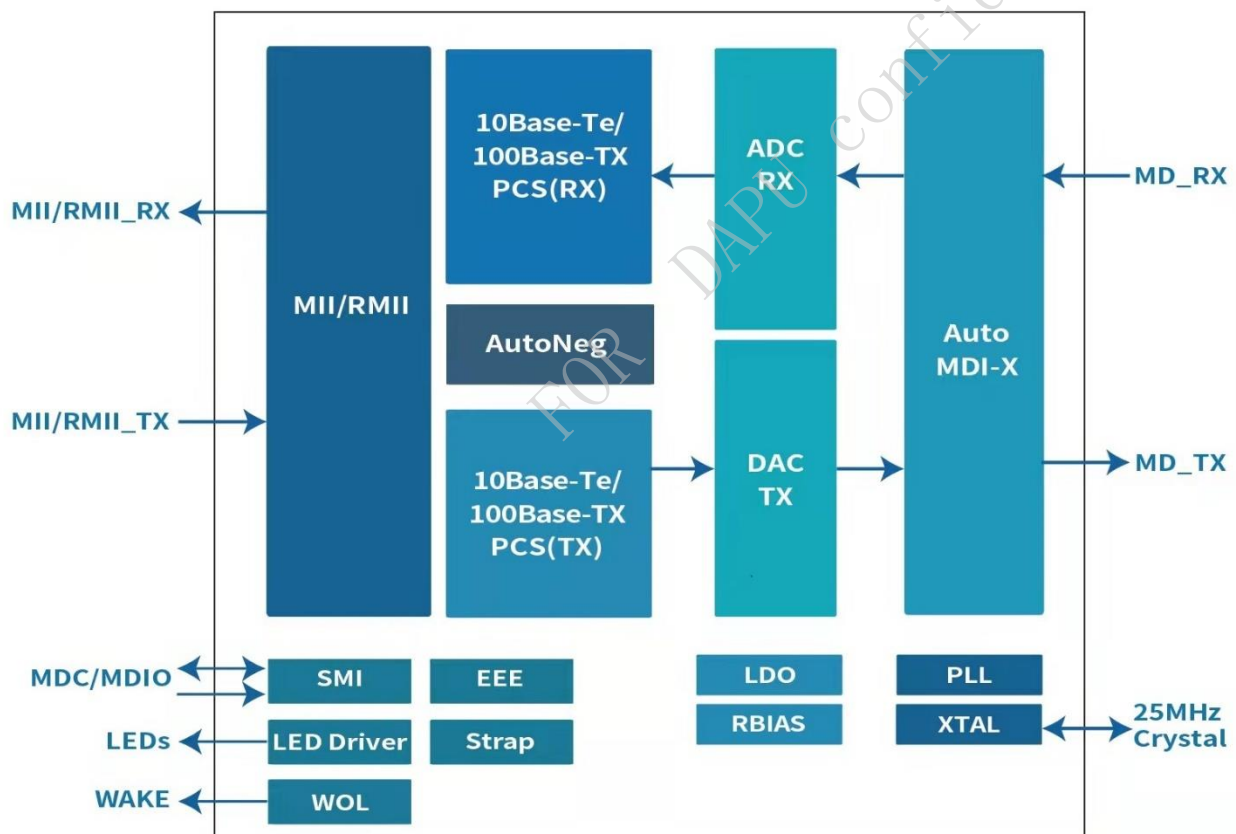 10Base-Te/
100Base-TX
PCS(RX)
ADC
RX
MD_RX
MII/RMII_RX
MII/RMII
AutoNeg
Auto
MDI-X
MII/RMII_TX
10Base-Te/
100Base-TX
PCS(TX)
DAC
TX
MD_TX
MDC/MDIO
SMI
EEE
LDO
PLL
LEDs
LED Driver
Strap
RBIAS
XTAL
25MHz
Crystal
WAKE
WOL
FOR DAPU